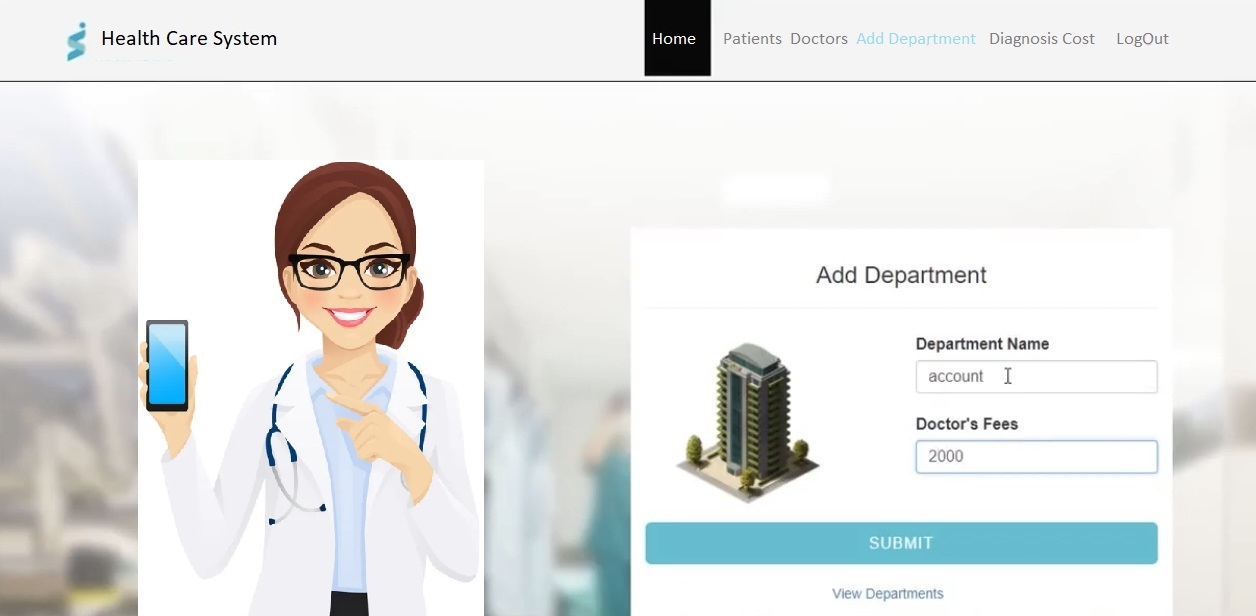 Health Care System
Home Patients Doctors Add Department Diagnosis Cost LogOut
Add Department
Department Name
account
Doctor's Fees
2000
SUBMIT
View Departments